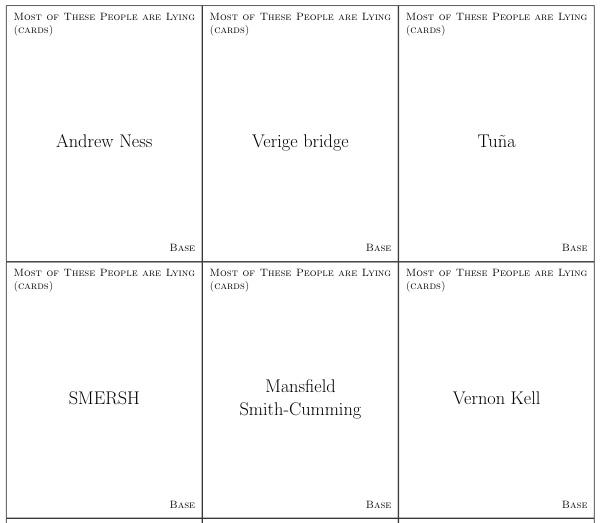 Most of These People are Lying
(cards)
Andrew Ness
Base
Most of These People are Lying
(cards)
Verige bridge
Base
Most of These People are Lying
(cards)
Tuña
Base
Most of These People are Lying
(cards)
SMERSH
Base
Most of These People are Lying
(cards)
Mansfield
Smith-Cumming
Base
Most of These People are Lying
(cards)
Vernon Kell
Base